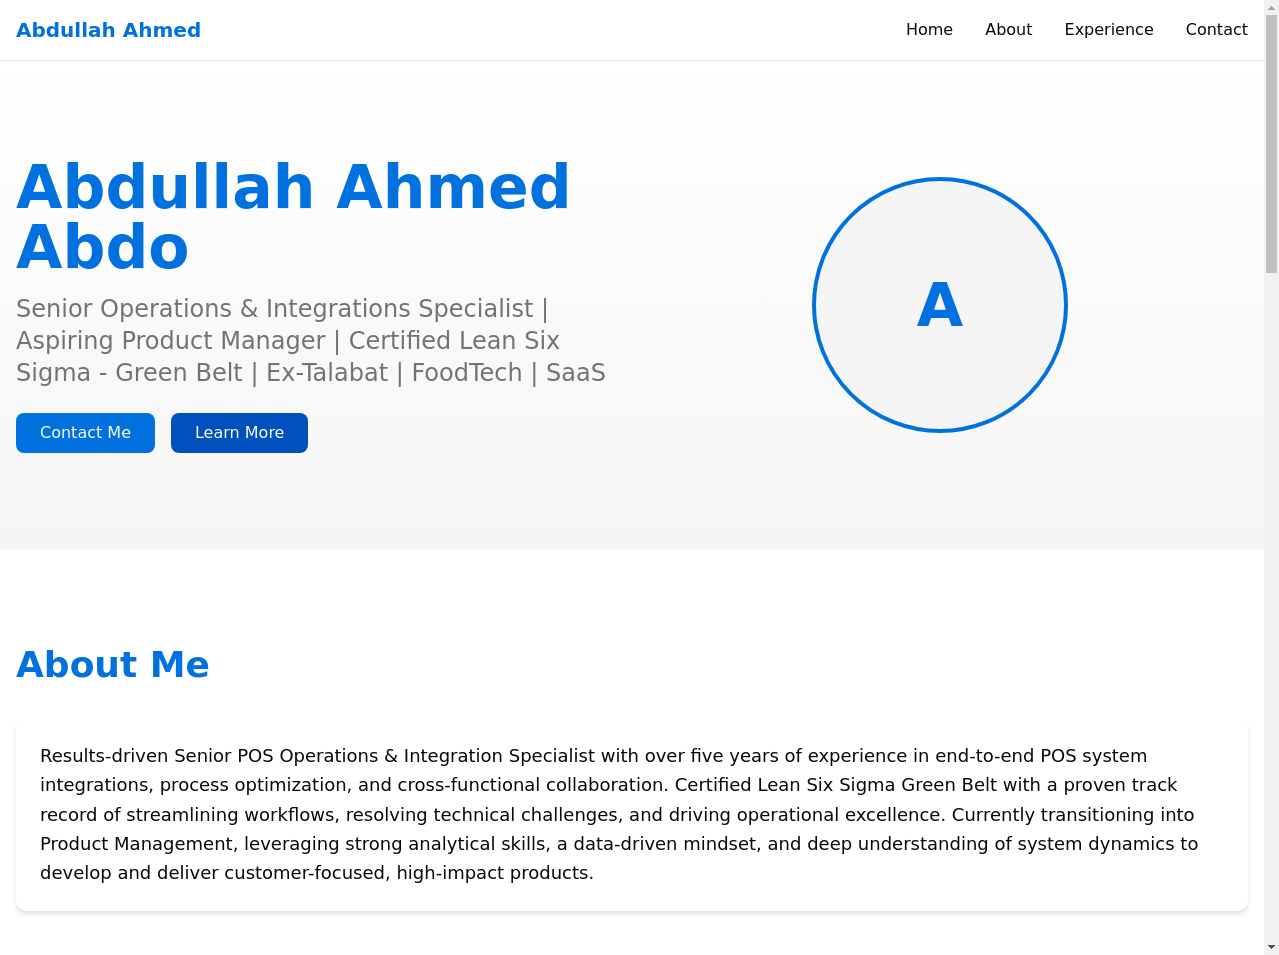 Abdullah Ahmed
Home About Experience Contact
Abdullah Ahmed
Abdo
Senior Operations & Integrations Specialist |
Aspiring Product Manager | Certified Lean Six
Sigma - Green Belt | Ex-Talabat | FoodTech | SaaS
Contact Me Learn More
A
About Me
Results-driven Senior POS Operations & Integration Specialist with over five years of experience in end-to-end POS system
integrations, process optimization, and cross-functional collaboration. Certified Lean Six Sigma Green Belt with a proven track
record of streamlining workflows, resolving technical challenges, and driving operational excellence. Currently transitioning into
Product Management, leveraging strong analytical skills, a data-driven mindset, and deep understanding of system dynamics to
develop and deliver customer-focused, high-impact products.